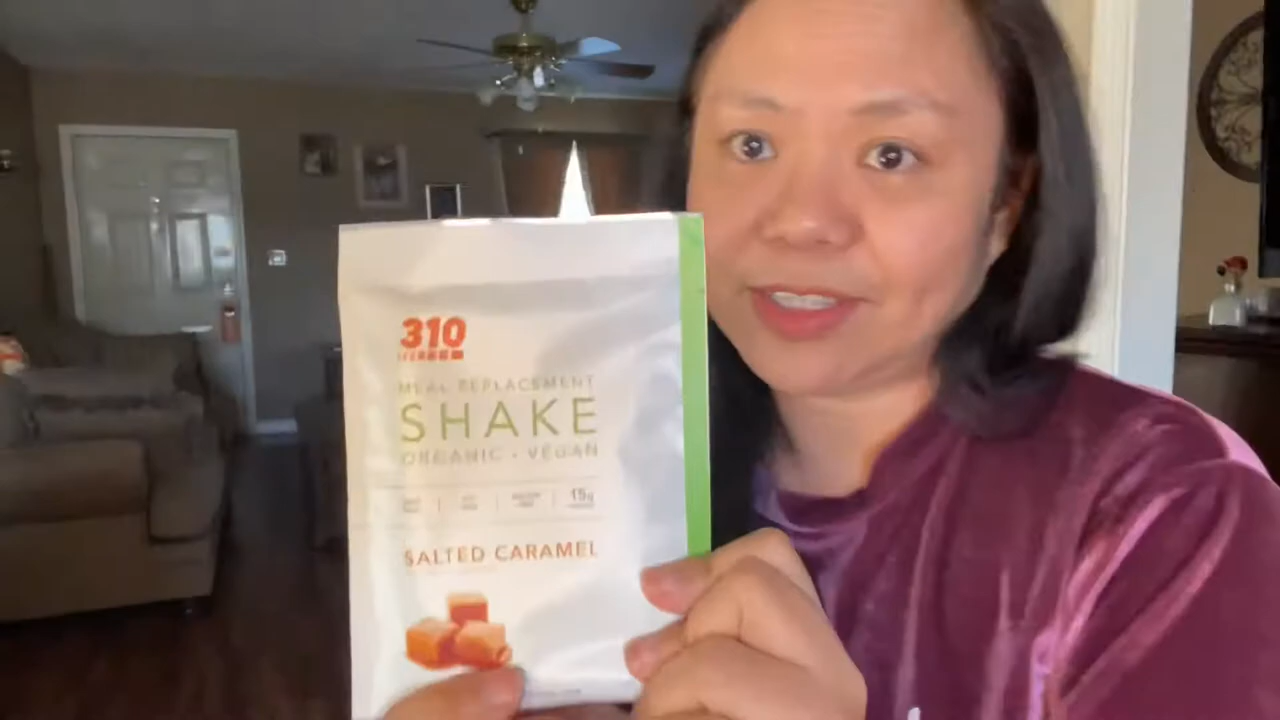 310
MEAL REPLACEMENT
SHAKE
ORGANIC • VEGAN
15g
SALTED CARAMEL